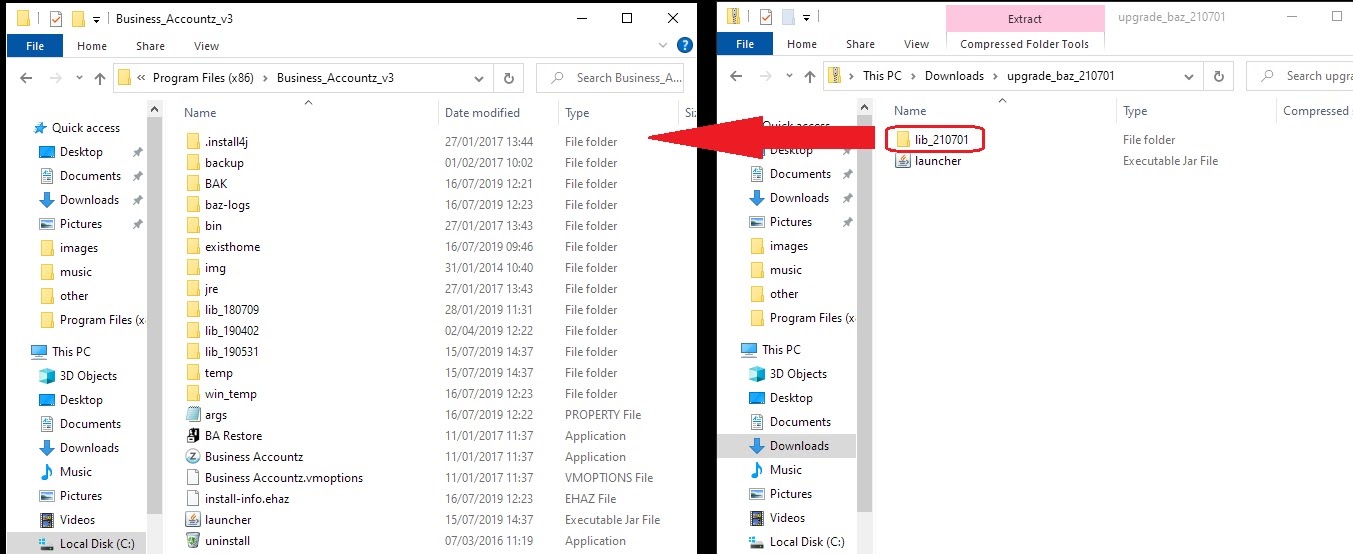 Business_Accountz_v3
File Home Share View
« Program Files (x86) > Business_Accountz_v3
Search Business_A...
Name Date modified Type Siz
Quick access
Desktop
Documents
Downloads
Pictures
images
music
other
Program Files (x
This PC
3D Objects
Desktop
Documents
Downloads
Music
Pictures
Videos
Local Disk (C:)
.install4j 27/01/2017 13:44 File folder
backup 01/02/2017 10:02 File folder
BAK 16/07/2019 12:21 File folder
baz-logs 16/07/2019 12:23 File folder
bin 27/01/2017 13:43 File folder
existhome 16/07/2019 09:46 File folder
img 31/01/2014 10:40 File folder
jre 27/01/2017 13:43 File folder
lib_180709 28/01/2019 11:31 File folder
lib_190402 02/04/2019 12:22 File folder
lib_190531 15/07/2019 14:37 File folder
temp 15/07/2019 14:37 File folder
win_temp 16/07/2019 12:23 File folder
args 16/07/2019 12:22 PROPERTY File
BA Restore 11/01/2017 11:37 Application
Business Accountz 11/01/2017 11:37 Application
Business Accountz.vmoptions 11/01/2017 11:37 VMOPTIONS File
install-info.ehaz 16/07/2019 12:23 EHAZ File
launcher 15/07/2019 14:37 Executable Jar File
uninstall 07/03/2016 11:19 Application
Extract
upgrade_baz_210701
File Home Share View Compressed Folder Tools
> This PC > Downloads > upgrade_baz_210701
Search upgra
Name Type Compressed s
Quick access
Desktop
Documents
Downloads
Pictures
images
music
other
Program Files (x
This PC
3D Objects
Desktop
Documents
Downloads
Music
Pictures
Videos
Local Disk (C:)
lib_210701 File folder
launcher Executable Jar File